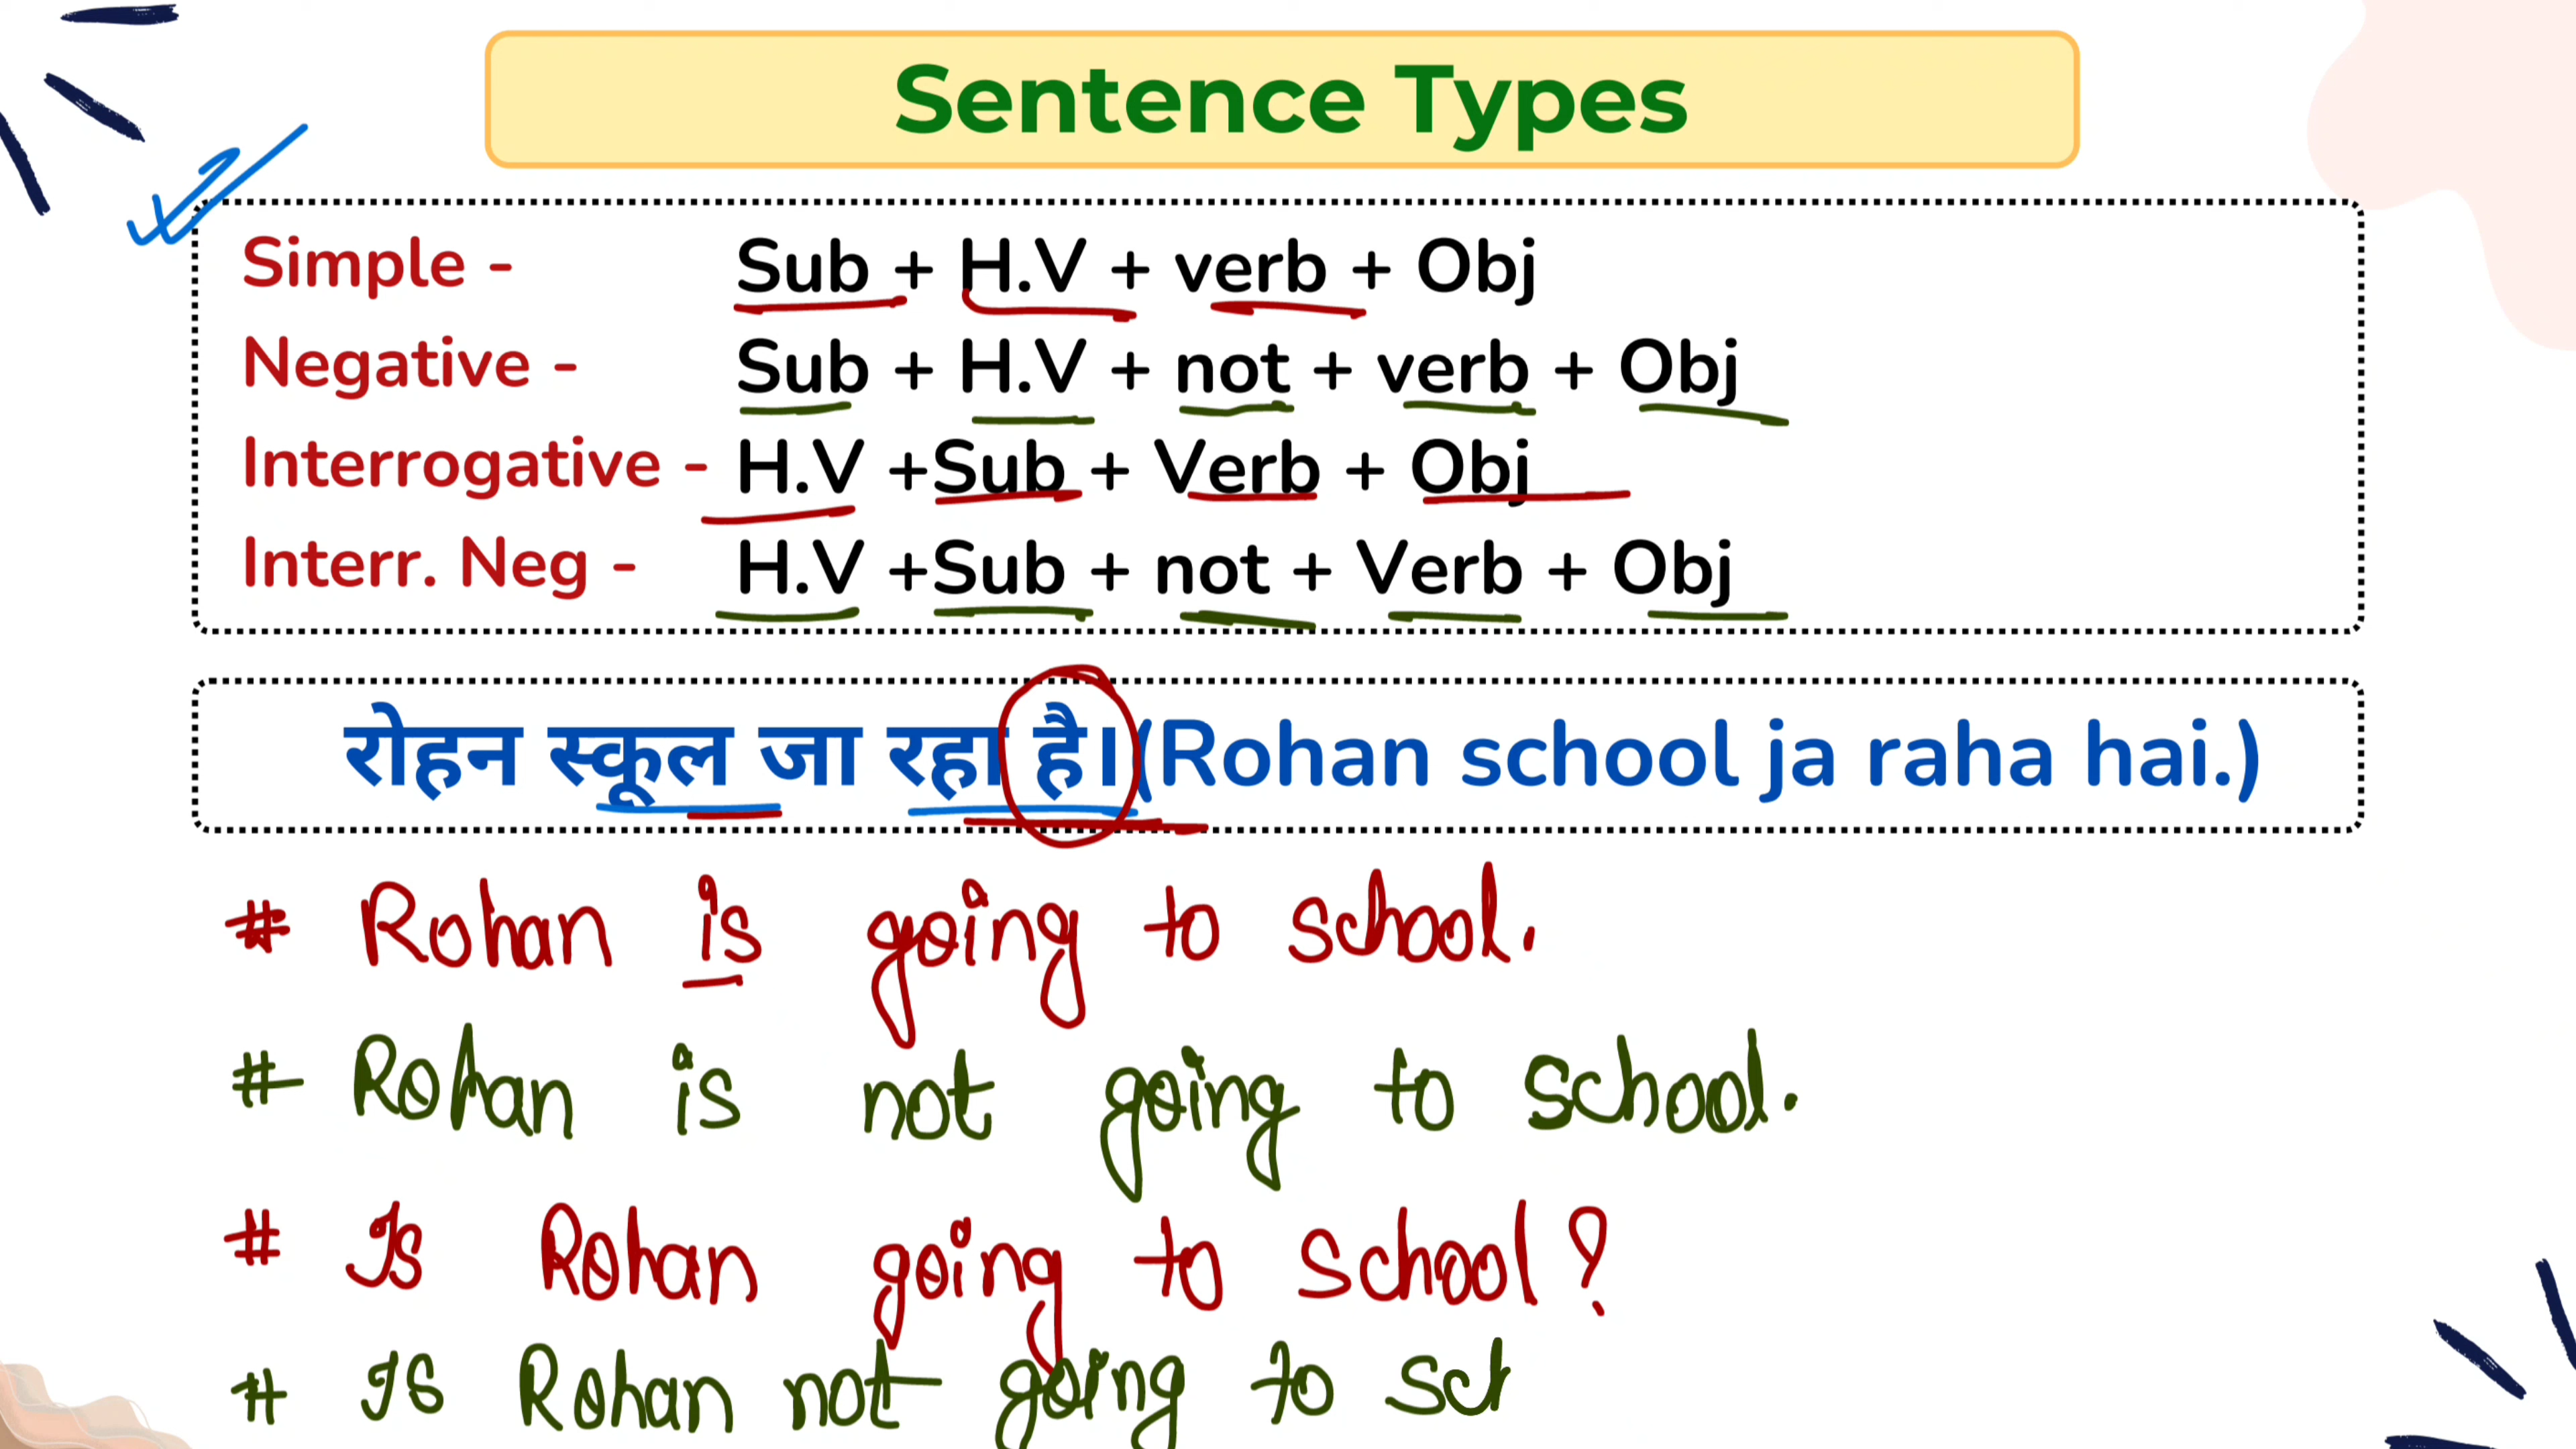 Sentence Types
Simple - Sub + H.V + verb + Obj
Negative - Sub + H.V + not + verb + Obj
Interrogative - H.V +Sub + Verb + Obj
Interr. Neg - H.V +Sub + not + Verb + Obj
रोहन स्कूल जा रहा है।(Rohan school ja raha hai.)
# Rohan is going to school.
# Rohan is not going to school.
# Is Rohan going to school?
# Is Rohan not going to sch